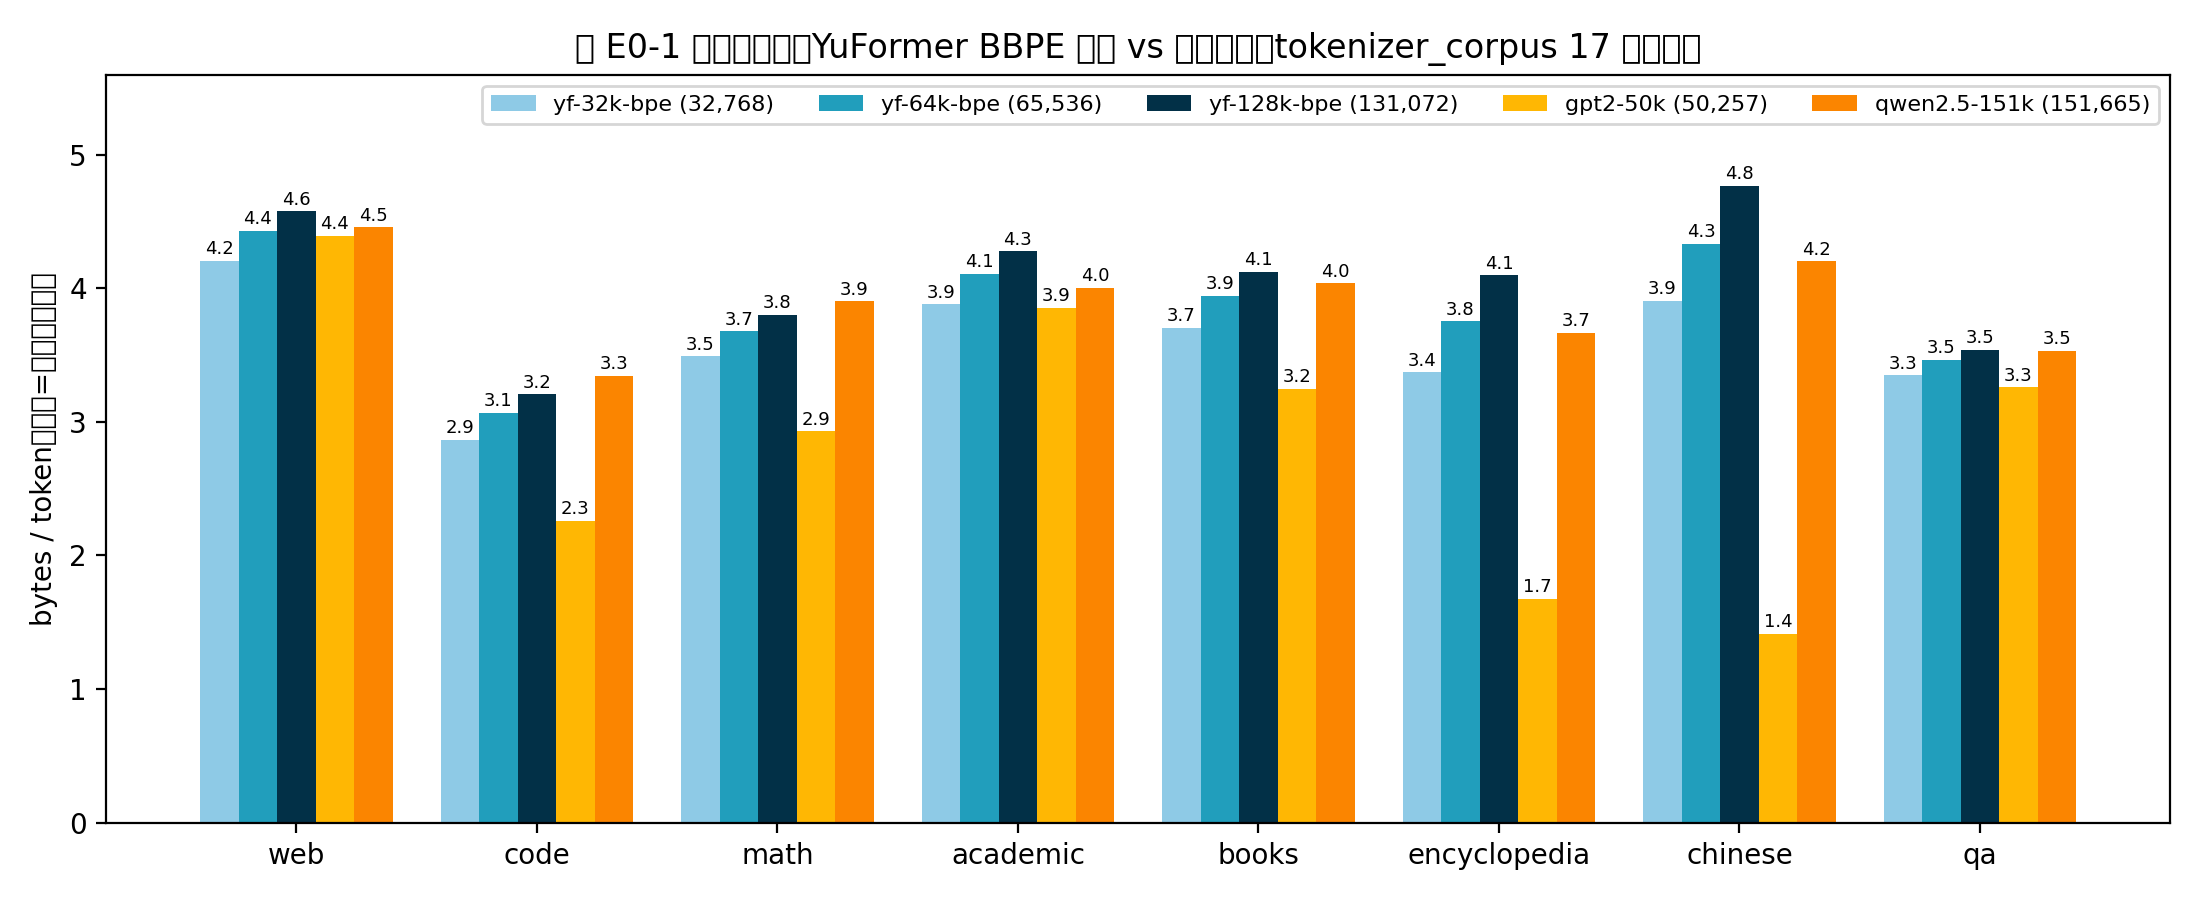 E0-1 YuFormer BBPE vs tokenizer_corpus 17
yf-32k-bpe (32,768) yf-64k-bpe (65,536) yf-128k-bpe (131,072) gpt2-50k (50,257) qwen2.5-151k (151,665)
bytes / token =
5
4
3
2
1
0
4.2 4.4 4.6 4.4 4.5
2.9 3.1 3.2 2.3 3.3
3.5 3.7 3.8 2.9 3.9
3.9 4.1 4.3 3.9 4.0
3.7 3.9 4.1 3.2 4.0
3.4 3.8 4.1 1.7 3.7
3.9 4.3 4.8 1.4 4.2
3.3 3.5 3.5 3.3 3.5
web code math academic books encyclopedia chinese qa